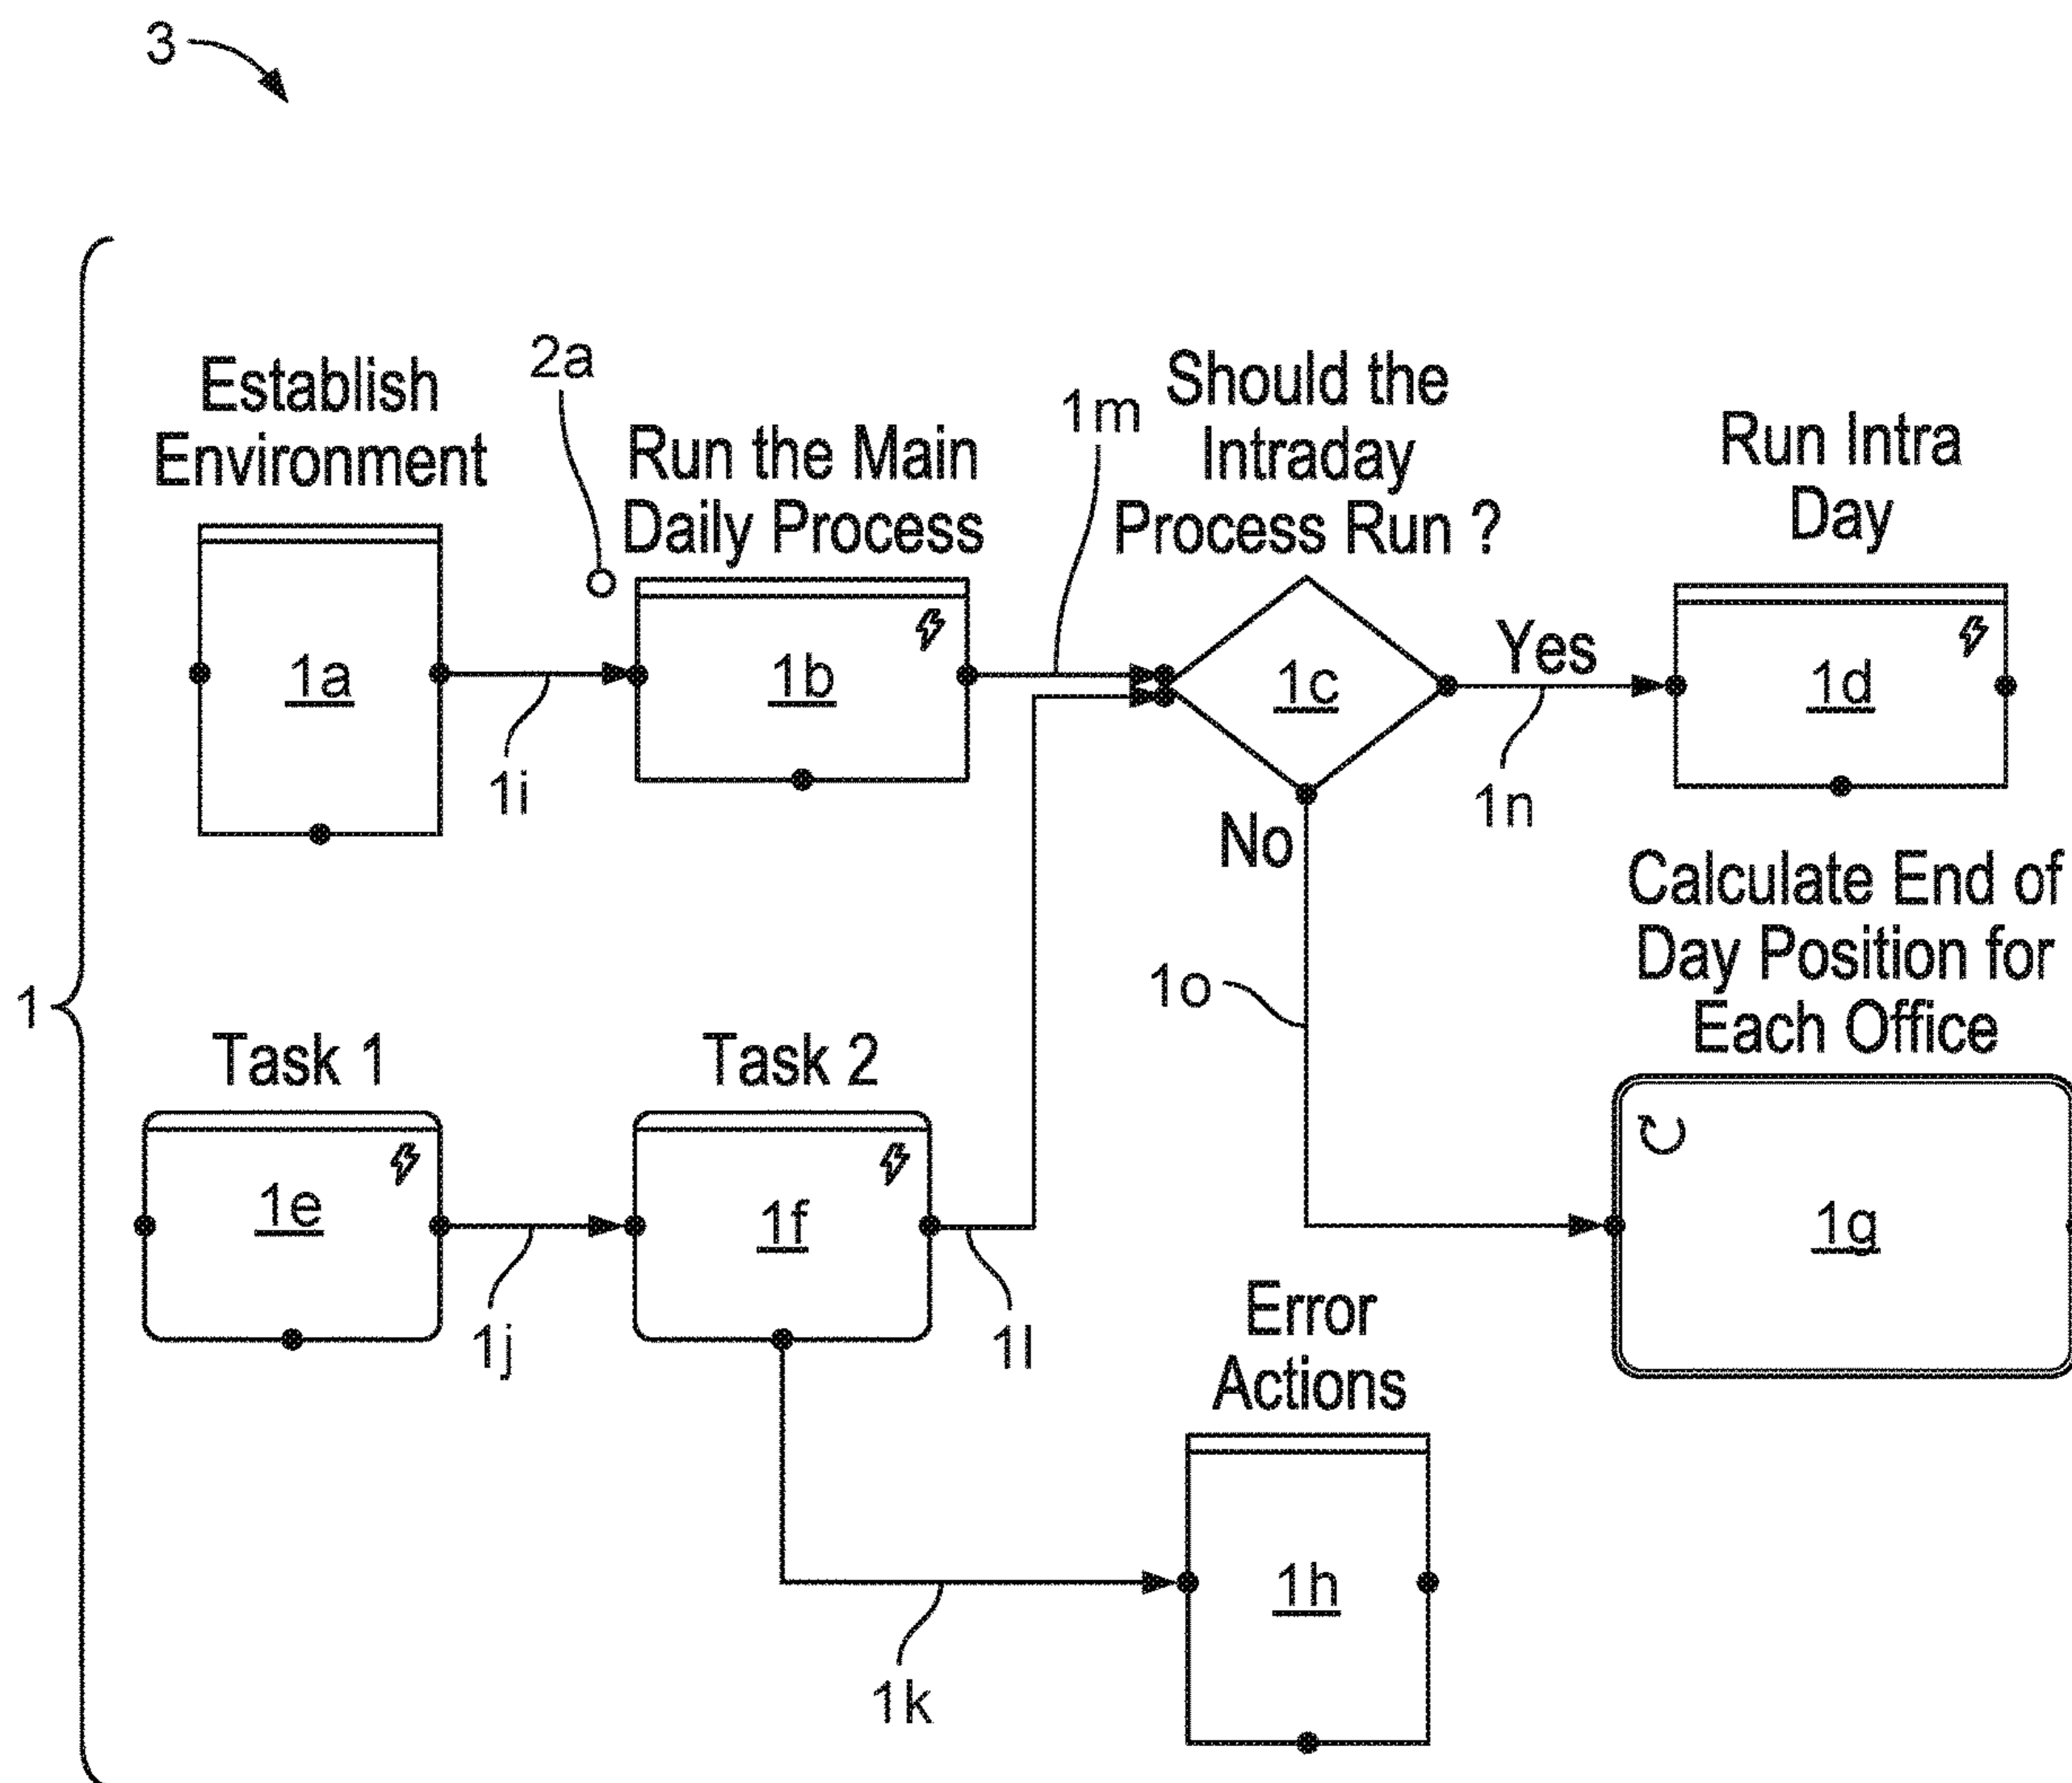 3
Establish
Environment
2a
Run the Main
Daily Process
1m
Should the
Intraday
Process Run ?
Run Intra
Day
1a
1i
1b
1c
Yes
1n
1d
No
1o
Calculate End of
Day Position for
Each Office
1
Task 1
Task 2
1e
1j
1f
1l
1g
Error
Actions
1k
1h